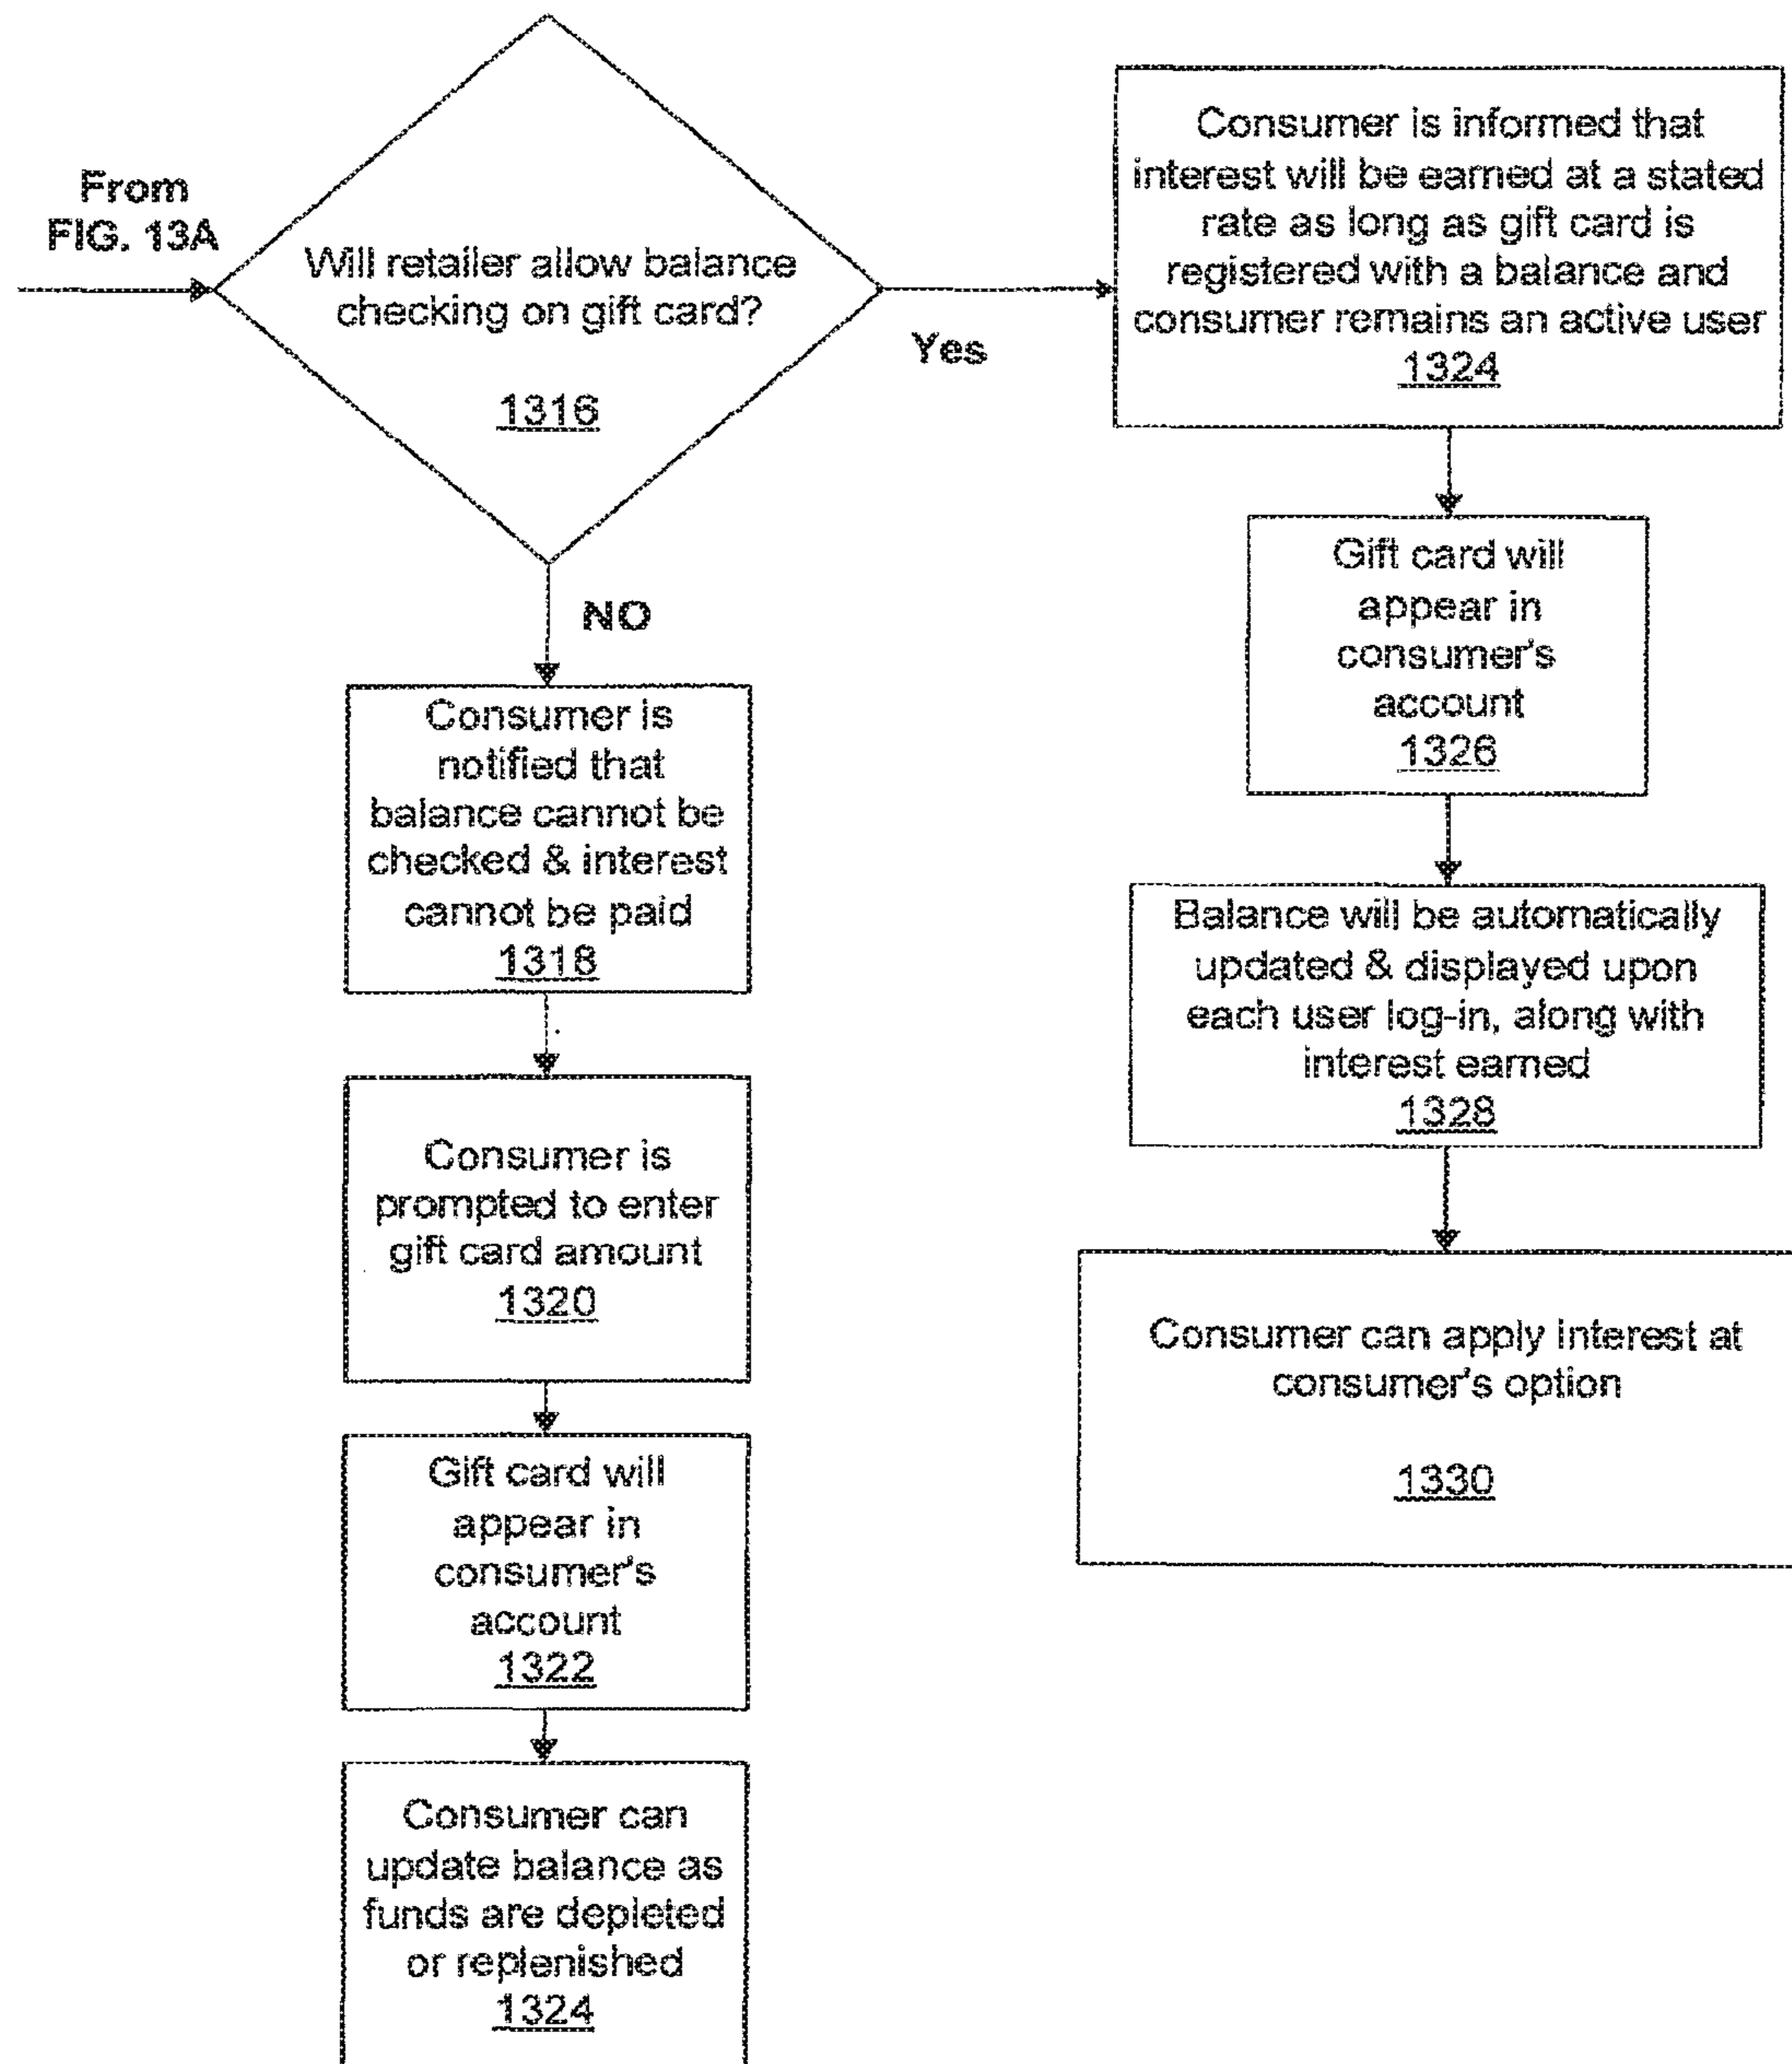 From
FIG. 13A
Will retailer allow balance
checking on gift card?
1316
Yes
NO
Consumer is
notified that
balance cannot be
checked & interest
cannot be paid
1318
Consumer is
prompted to enter
gift card amount
1320
Gift card will
appear in
consumer's
account
1322
Consumer can
update balance as
funds are depleted
or replenished
1324
Consumer is informed that
interest will be earned at a stated
rate as long as gift card is
registered with a balance and
consumer remains an active user
1324
Gift card will
appear in
consumer's
account
1326
Balance will be automatically
updated & displayed upon
each user log-in, along with
interest earned
1328
Consumer can apply interest at
consumer's option
1330